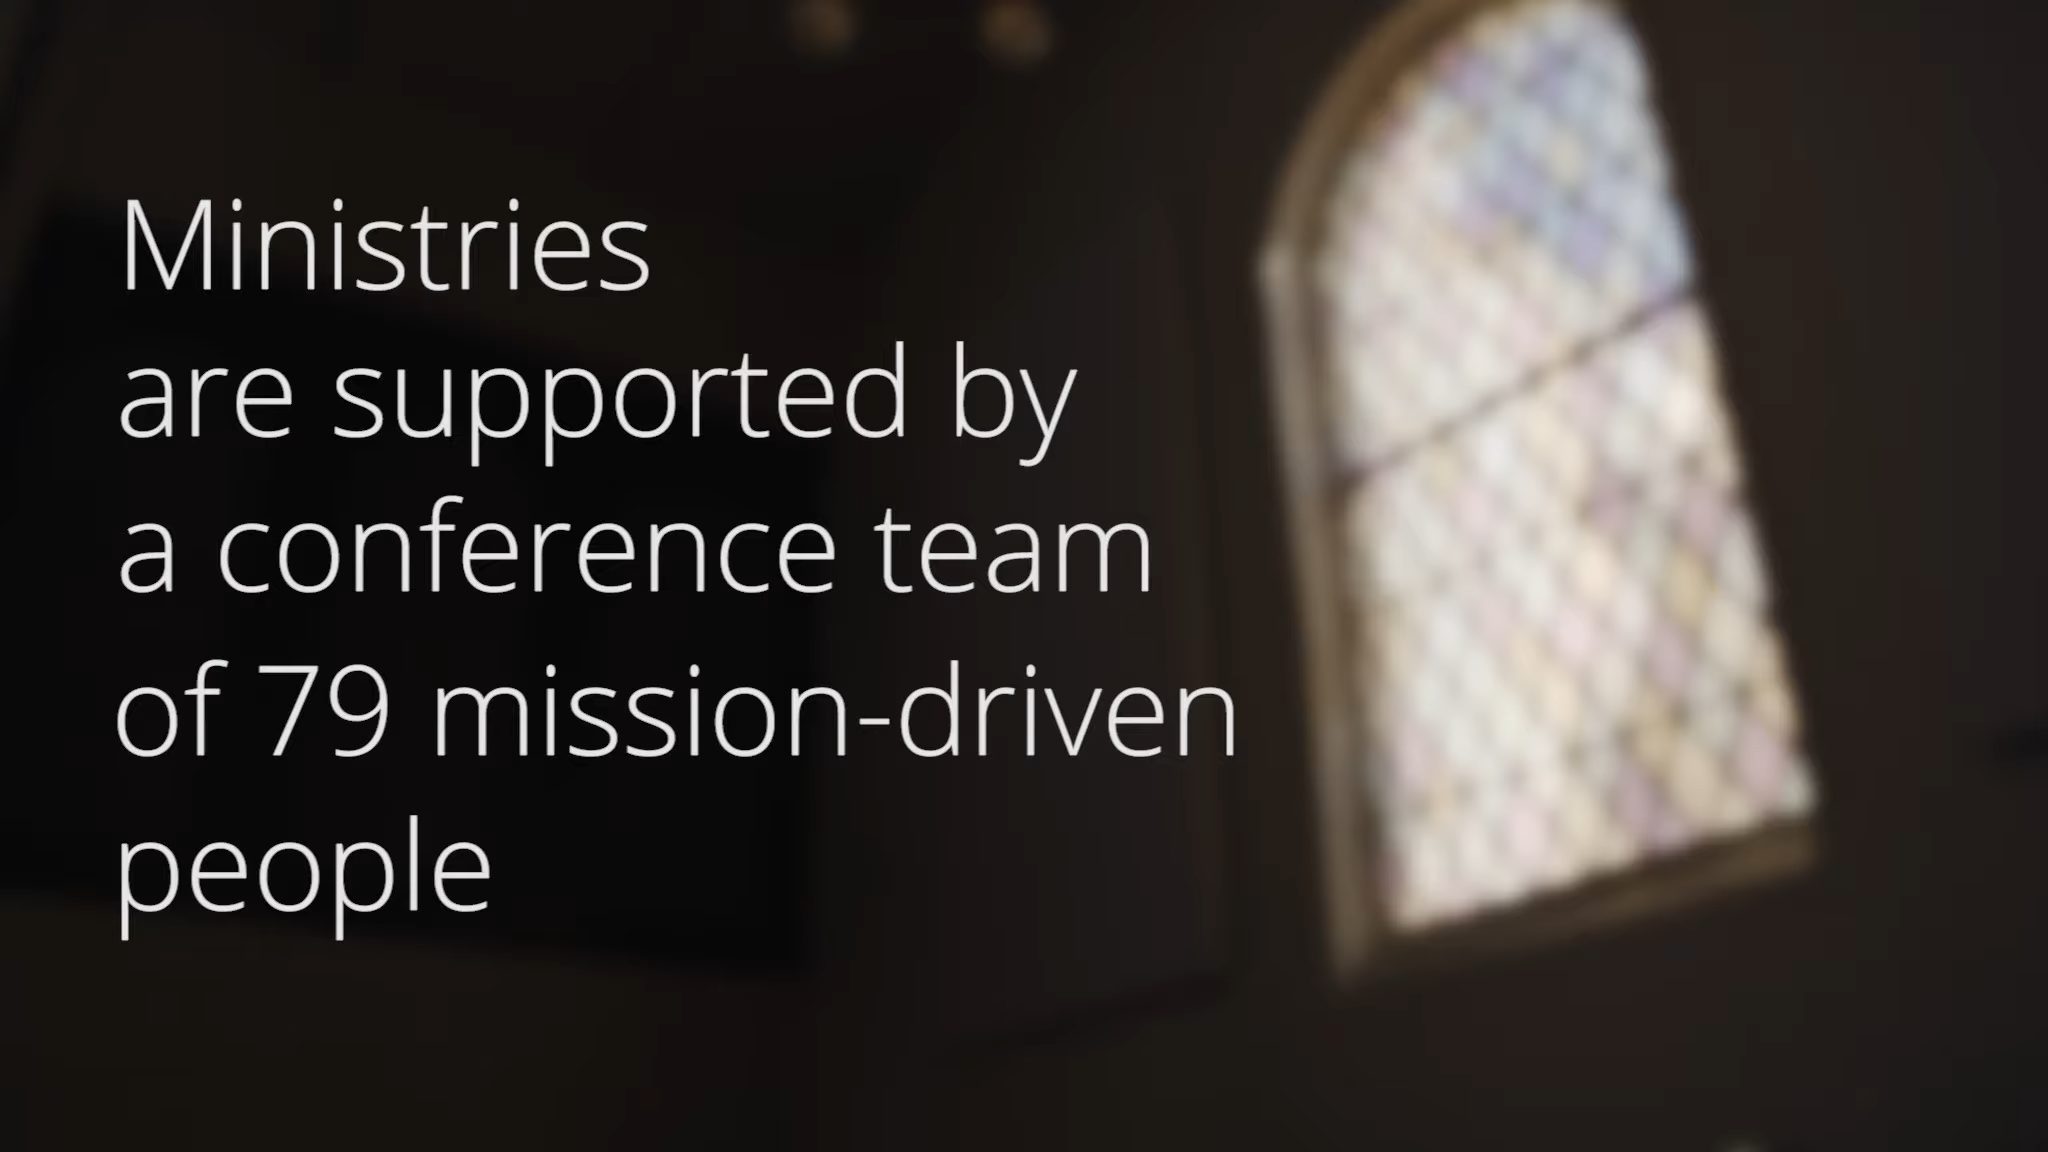 Ministries
are supported by
a conference team
of 79 mission-driven
people